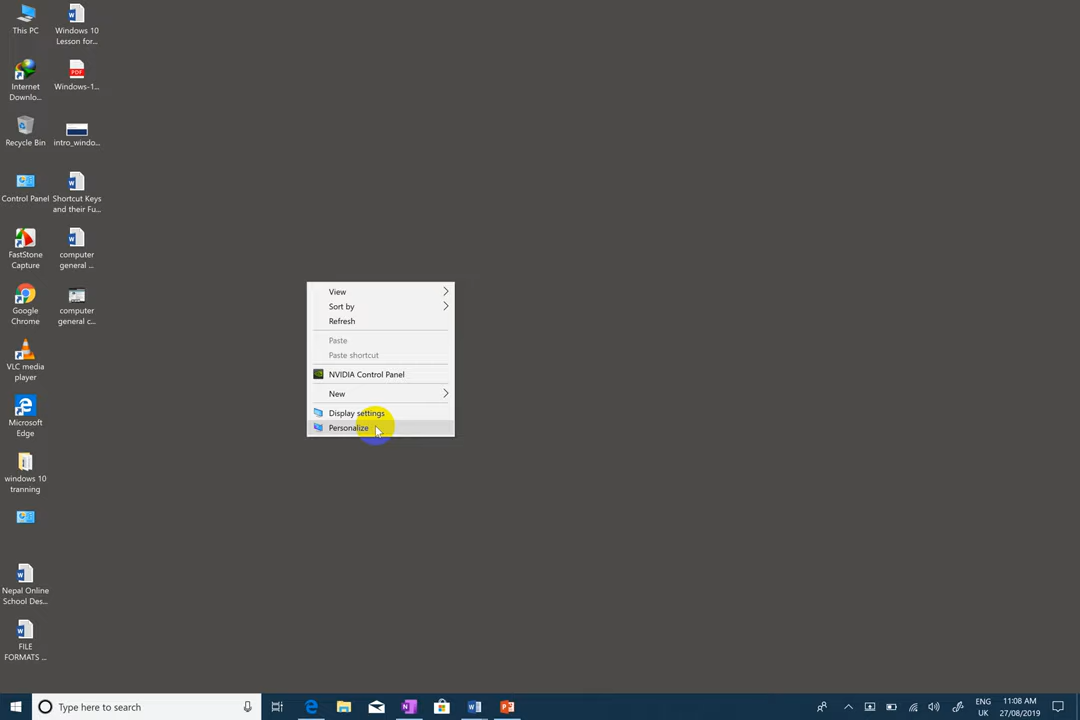 This PC
Windows 10
Lesson for...
Internet
Downlo...
PDF
Windows-1...
Recycle Bin
intro_windo...
Control Panel
Shortcut Keys
and their Fu...
FastStone
Capture
computer
general ...
Google
Chrome
computer
general c...
VLC media
player
Microsoft
Edge
windows 10
tranning
Nepal Online
School Des...
FILE
FORMATS ...
View
Sort by
Refresh
Paste
Paste shortcut
NVIDIA Control Panel
New
Display settings
Personalize
Type here to search
ENG
UK
11:08 AM
27/08/2019